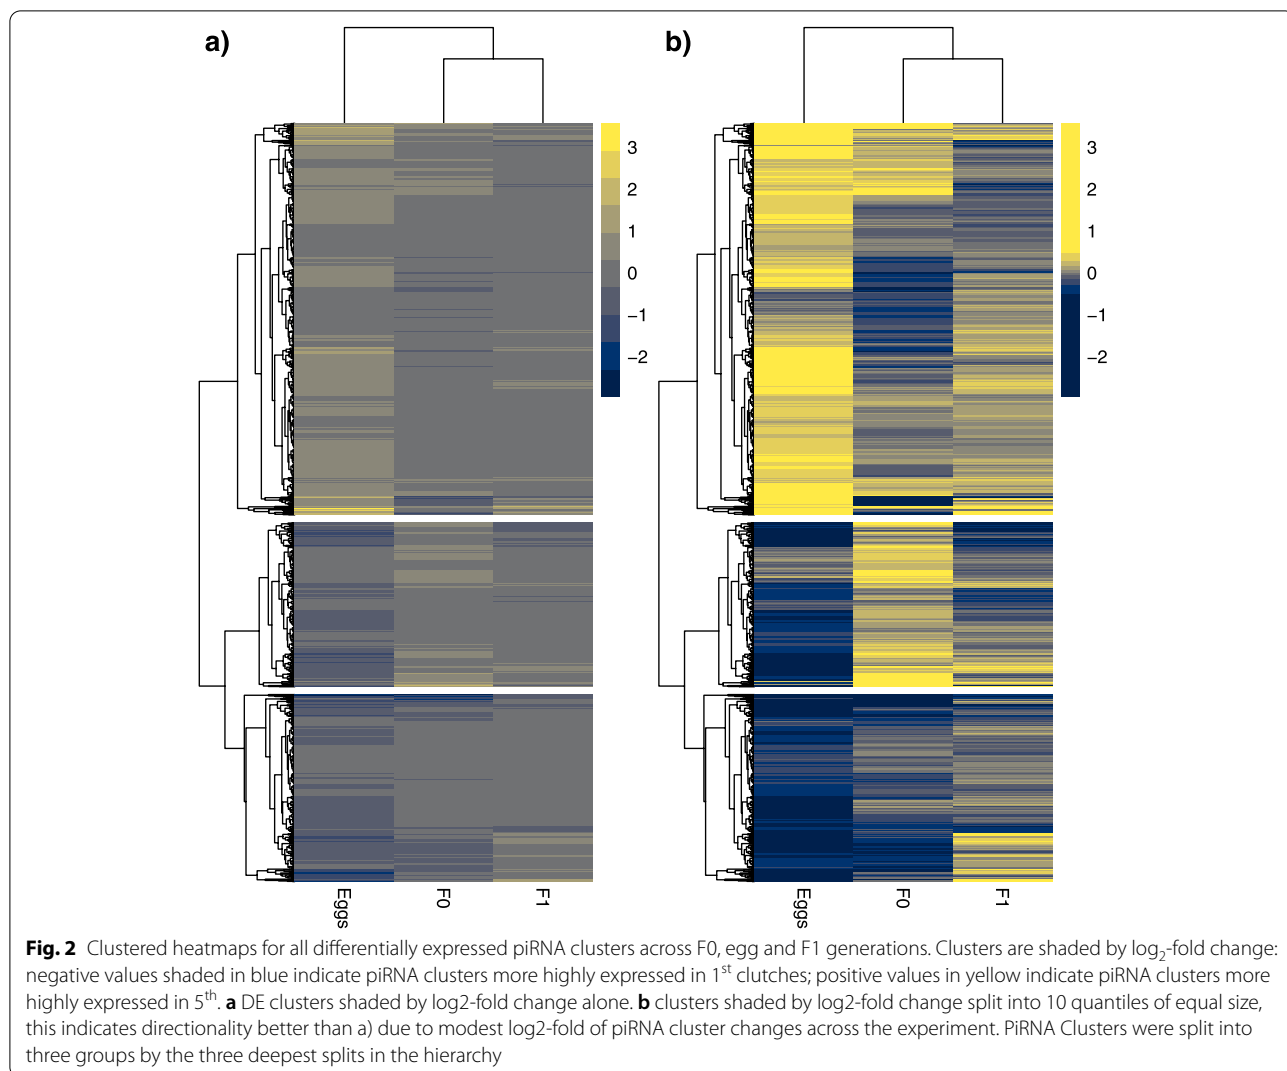 a)
b)
3
2
1
0
−1
−2
3
2
1
0
−1
−2
Eggs
F0
F1
Eggs
F0
F1
Fig. 2 Clustered heatmaps for all differentially expressed piRNA clusters across F0, egg and F1 generations. Clusters are shaded by log2-fold change:
negative values shaded in blue indicate piRNA clusters more highly expressed in 1st clutches; positive values in yellow indicate piRNA clusters more
highly expressed in 5th. a DE clusters shaded by log2-fold change alone. b clusters shaded by log2-fold change split into 10 quantiles of equal size,
this indicates directionality better than a) due to modest log2-fold of piRNA cluster changes across the experiment. PiRNA Clusters were split into
three groups by the three deepest splits in the hierarchy